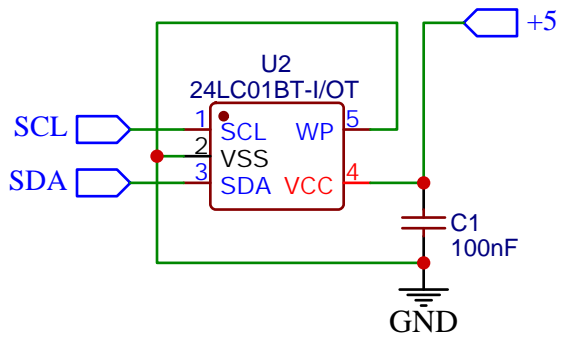 +5
U2
24LC01BT-I/OT
SCL 1 SCL WP 5
2 VSS
SDA 3 SDA VCC 4
C1
100nF
GND